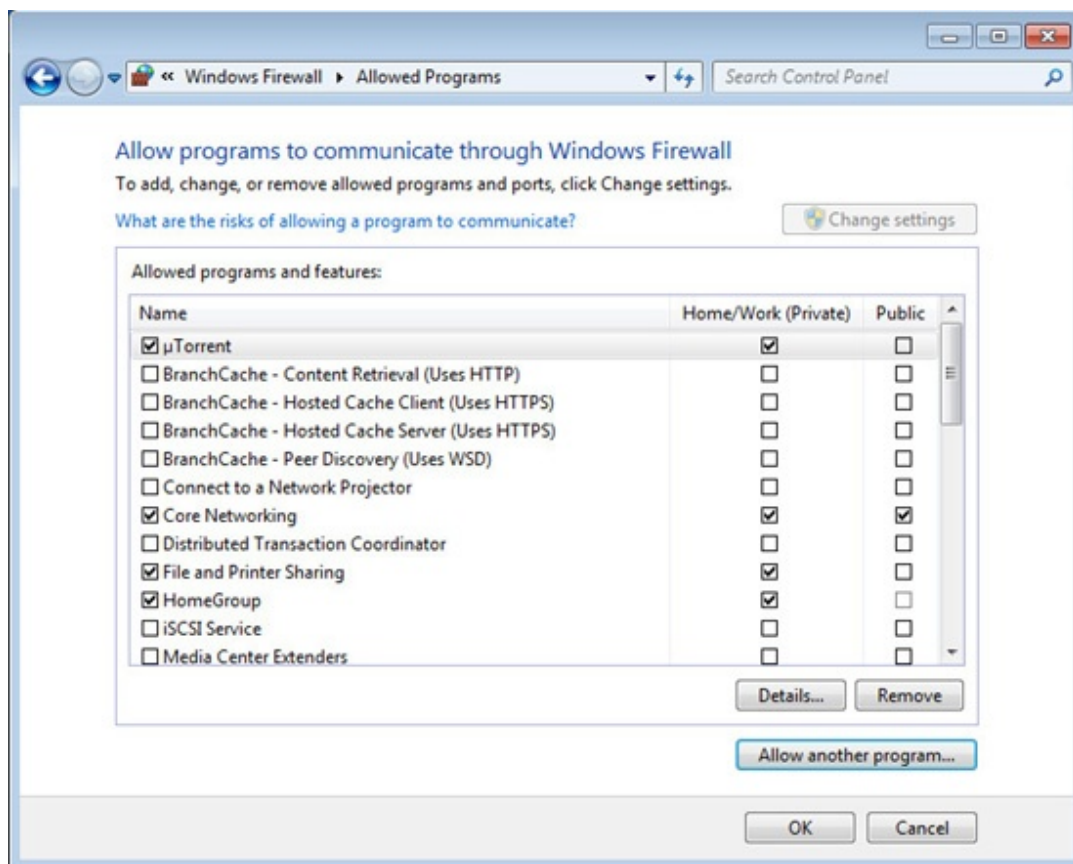 « Windows Firewall ▸ Allowed Programs
Search Control Panel
Allow programs to communicate through Windows Firewall
To add, change, or remove allowed programs and ports, click Change settings.
What are the risks of allowing a program to communicate?
Change settings
Allowed programs and features:
Name Home/Work (Private) Public
µTorrent
BranchCache - Content Retrieval (Uses HTTP)
BranchCache - Hosted Cache Client (Uses HTTPS)
BranchCache - Hosted Cache Server (Uses HTTPS)
BranchCache - Peer Discovery (Uses WSD)
Connect to a Network Projector
Core Networking
Distributed Transaction Coordinator
File and Printer Sharing
HomeGroup
iSCSI Service
Media Center Extenders
Details... Remove
Allow another program...
OK Cancel